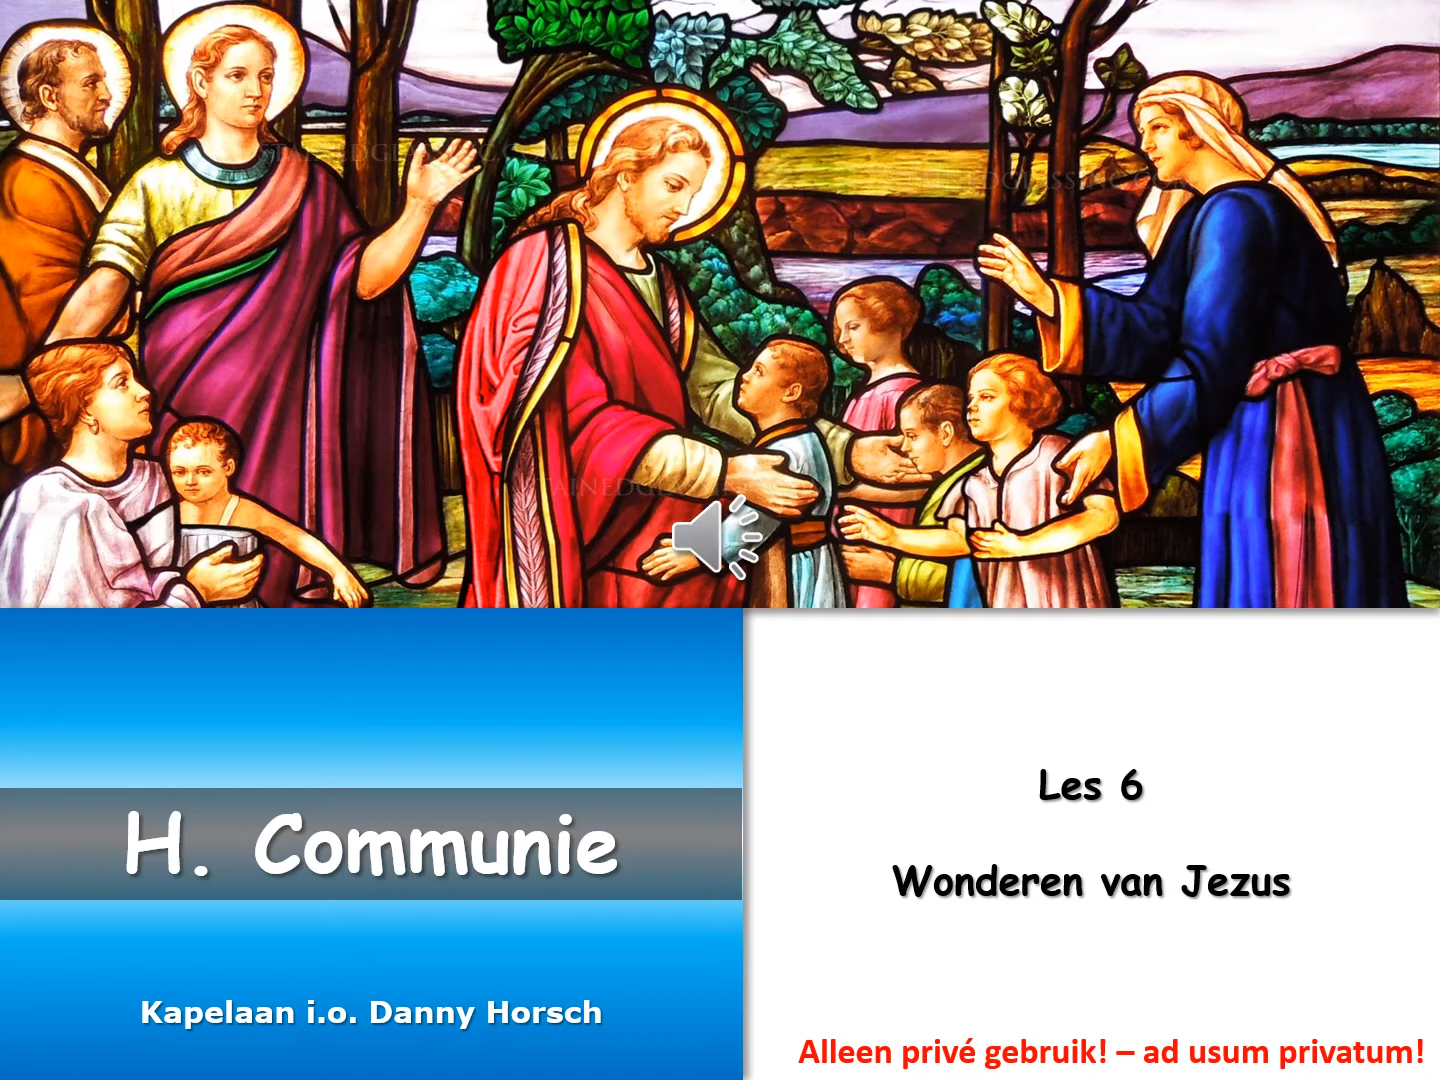 H. Communie
Kapelaan i.o. Danny Horsch
Les 6
Wonderen van Jezus
Alleen privé gebruik! – ad usum privatum!